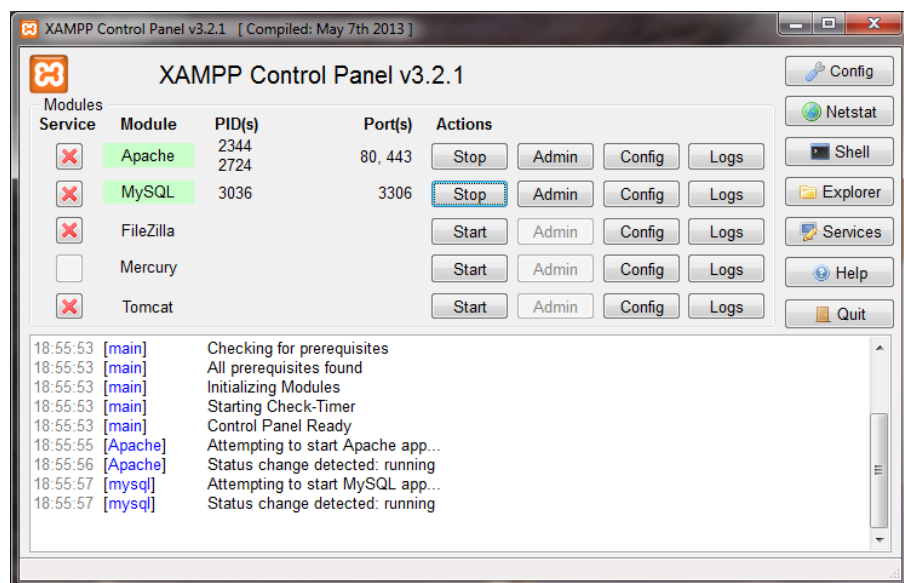 XAMPP Control Panel v3.2.1 [ Compiled: May 7th 2013 ]
XAMPP Control Panel v3.2.1
Config
Modules
Service Module PID(s) Port(s) Actions
Netstat
Apache 2344 2724 80, 443 Stop Admin Config Logs
Shell
MySQL 3036 3306 Stop Admin Config Logs
Explorer
FileZilla Start Admin Config Logs
Services
Mercury Start Admin Config Logs
Help
Tomcat Start Admin Config Logs
Quit
18:55:53 [main] Checking for prerequisites
18:55:53 [main] All prerequisites found
18:55:53 [main] Initializing Modules
18:55:53 [main] Starting Check-Timer
18:55:53 [main] Control Panel Ready
18:55:55 [Apache] Attempting to start Apache app...
18:55:56 [Apache] Status change detected: running
18:55:57 [mysql] Attempting to start MySQL app...
18:55:57 [mysql] Status change detected: running